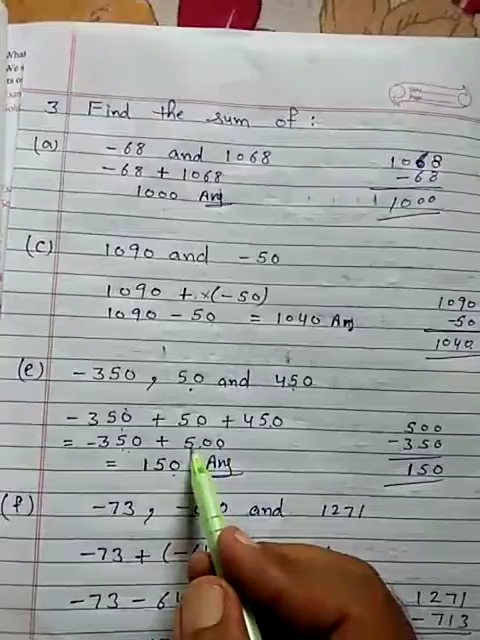 3 Find the sum of :
(a) -68 and 1068
-68 + 1068
1000 Ans
1068
-68
1000
(c) 1090 and -50
1090 + (-50)
1090 - 50 = 1040 Ans
1090
-50
1040
(e) -350 , 50 and 450
-350 + 50 + 450
= -350 + 500
= 150 Ans
500
-350
150
(f) -73 , and 1271
-73 + (-
-73 - 64
1271
- 713